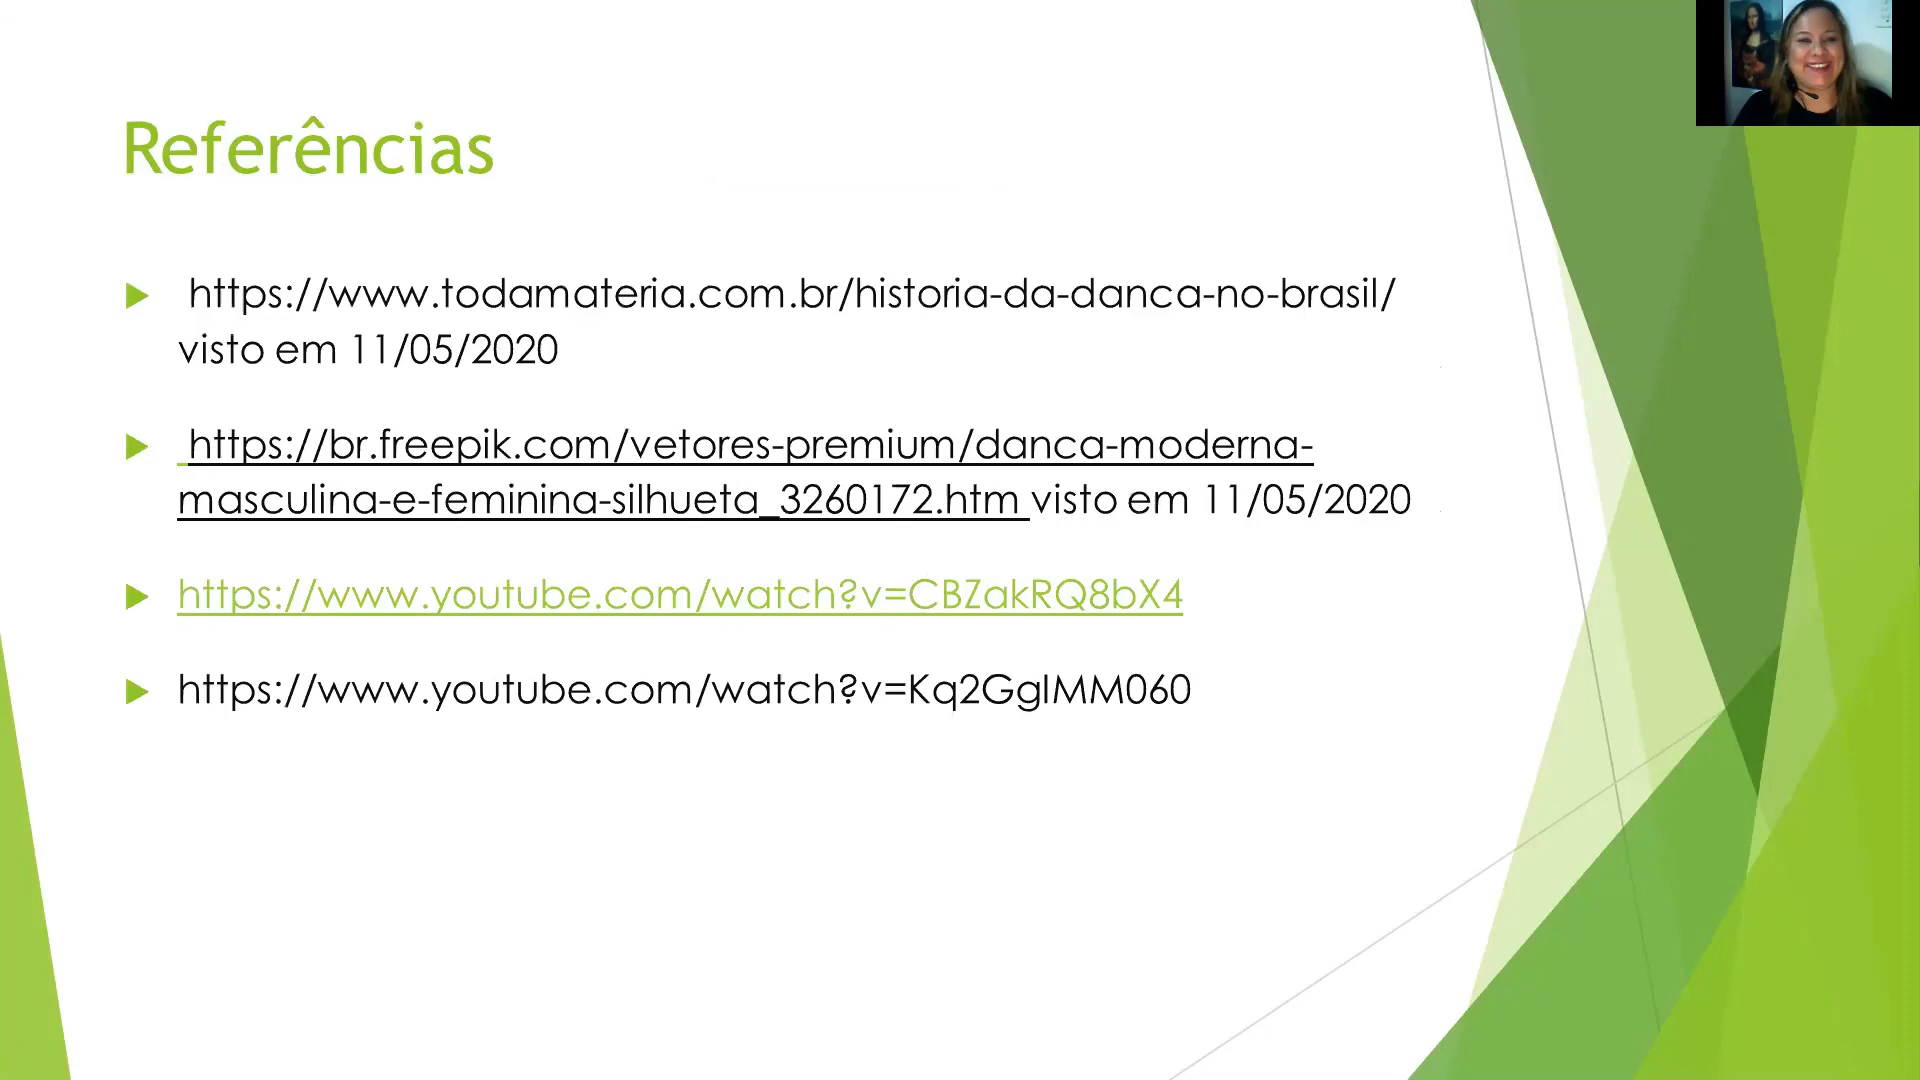 Referências
https://www.todamateria.com.br/historia-da-danca-no-brasil/
visto em 11/05/2020
https://br.freepik.com/vetores-premium/danca-moderna-
masculina-e-feminina-silhueta_3260172.htm visto em 11/05/2020
https://www.youtube.com/watch?v=CBZakRQ8bX4
https://www.youtube.com/watch?v=Kq2GgIMM060